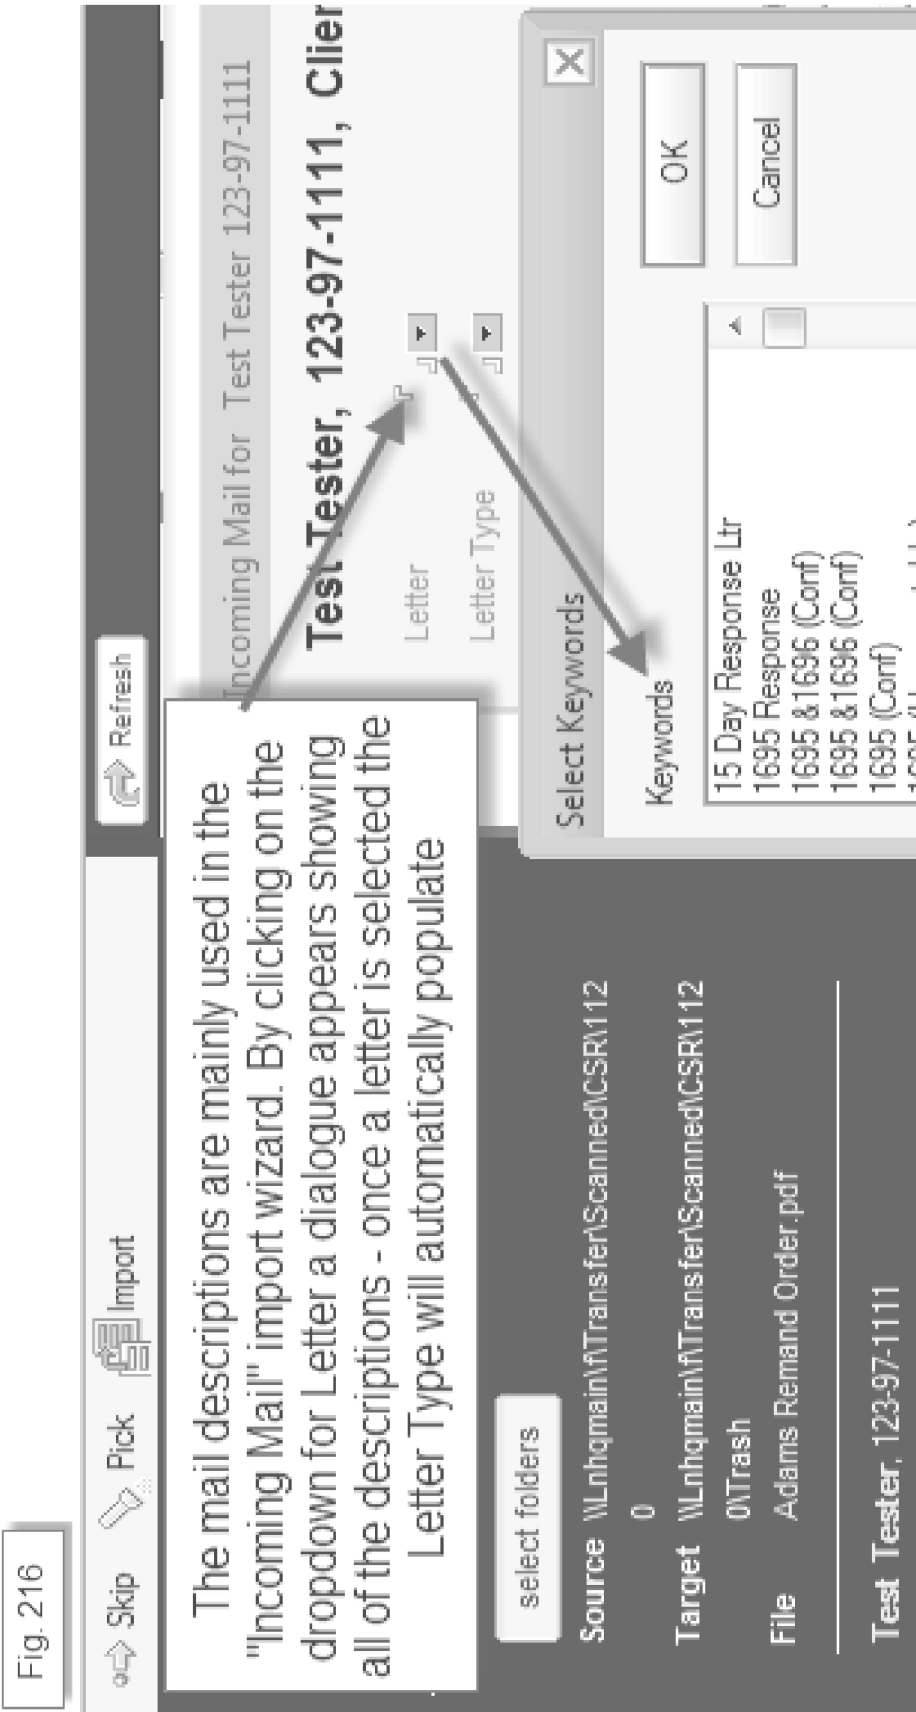 Fig. 216
Skip Pick Import Refresh
The mail descriptions are mainly used in the
"Incoming Mail" import wizard. By clicking on the
dropdown for Letter a dialogue appears showing
all of the descriptions - once a letter is selected the
Letter Type will automatically populate
select folders
Source \\Lnhqmain\f\Transfer\Scanned\CSR\112
0
Target \\Lnhqmain\f\Transfer\Scanned\CSR\112
0\Trash
File Adams Remand Order.pdf
Test Tester, 123-97-1111
Incoming Mail for Test Tester 123-97-1111
Test Tester, 123-97-1111, Clien
Letter
Letter Type
Select Keywords
Keywords
OK
Cancel
15 Day Response Ltr
1695 Response
1695 &1696 (Conf)
1695 &1696 (Conf)
1695 (Conf)